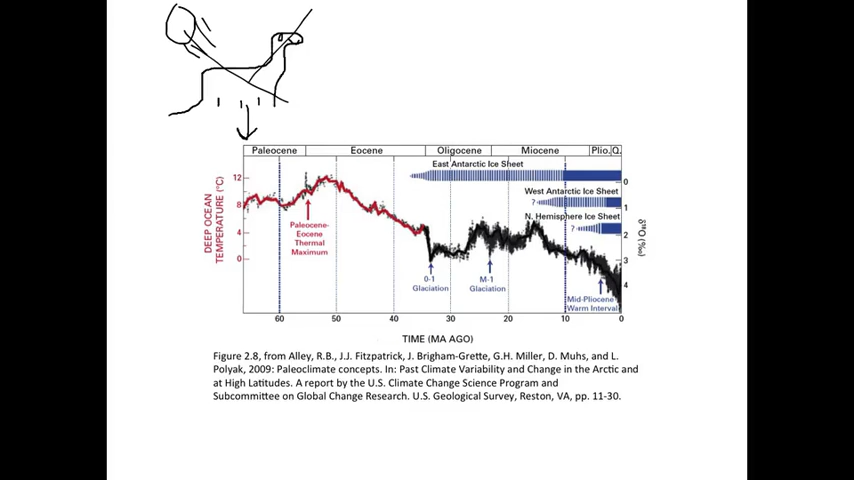 Paleocene Eocene Oligocene Miocene Plio. Q.
East Antarctic Ice Sheet
West Antarctic Ice Sheet
?
N. Hemisphere Ice Sheet
?
DEEP OCEAN
TEMPERATURE (°C)
12
8
4
0
Paleocene-
Eocene
Thermal
Maximum
0-1
Glaciation
M-1
Glaciation
Mid-Pliocene
Warm Interval
0
1
2
3
4
δ18O (‰)
60 50 40 30 20 10 0
TIME (MA AGO)
Figure 2.8, from Alley, R.B., J.J. Fitzpatrick, J. Brigham-Grette, G.H. Miller, D. Muhs, and L.
Polyak, 2009: Paleoclimate concepts. In: Past Climate Variability and Change in the Arctic and
at High Latitudes. A report by the U.S. Climate Change Science Program and
Subcommittee on Global Change Research. U.S. Geological Survey, Reston, VA, pp. 11-30.